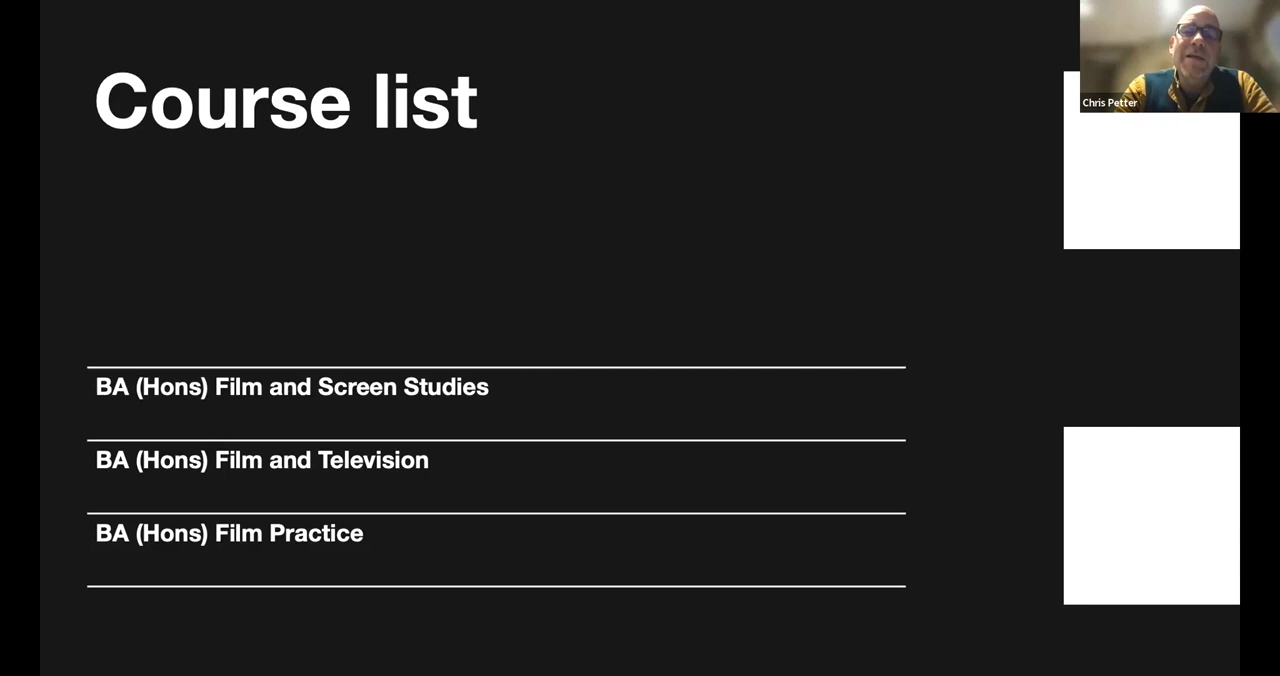 Course list
Chris Petter
BA (Hons) Film and Screen Studies
BA (Hons) Film and Television
BA (Hons) Film Practice